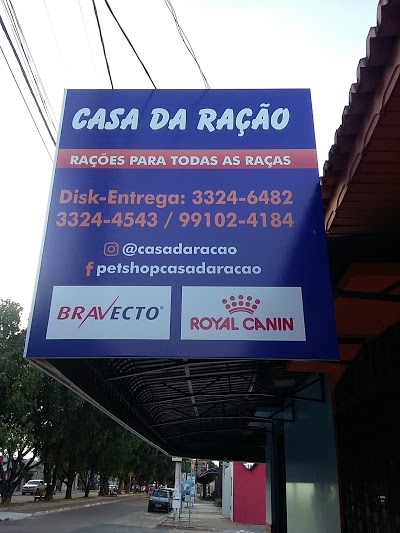 CASA DA RAÇÃO
RAÇÕES PARA TODAS AS RAÇAS
Disk-Entrega: 3324-6482
3324-4543 / 99102-4184
@casadaracao
petshopcasadaracao
BRAVECTO®
ROYAL CANIN